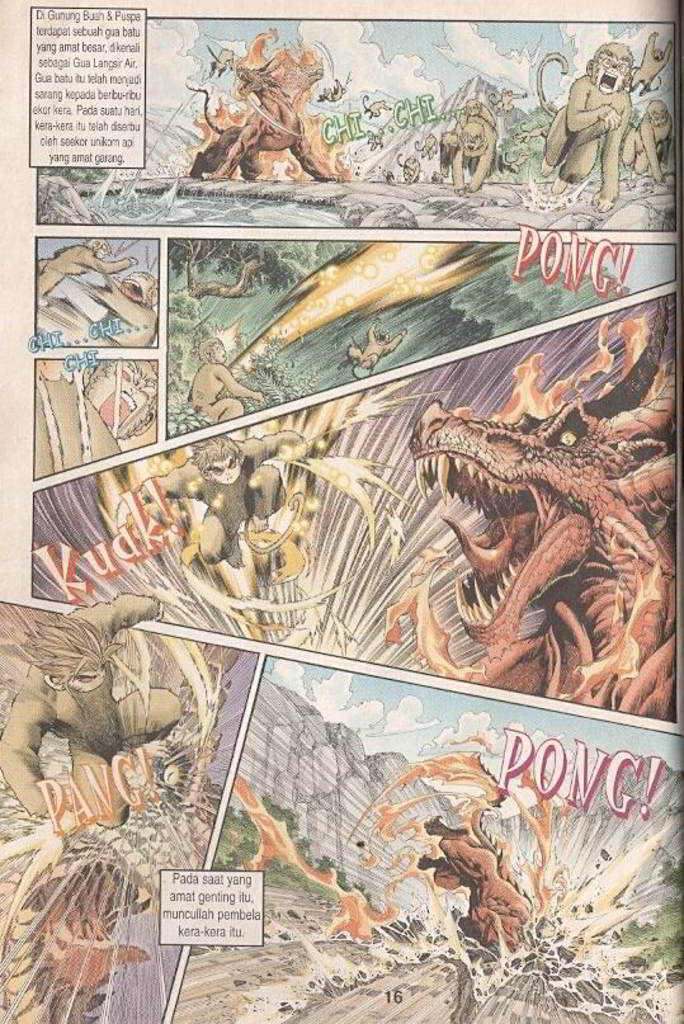 Di Gunung Buah & Puspa
terdapat sebuah gua batu
yang amat besar, dikenali
sebagai Gua Langsir Air.
Gua batu itu telah menjadi
sarang kepada beribu-ribu
ekor kera. Pada suatu hari,
kera-kera itu telah diserbu
oleh seekor unikom api
yang amat garang.
CHI...CHI...
PONG!
CHI...CHI...
CHI...
Kuak!
PANG!
PONG!
Pada saat yang
amat genting itu,
muncullah pembela
kera-kera itu.
16